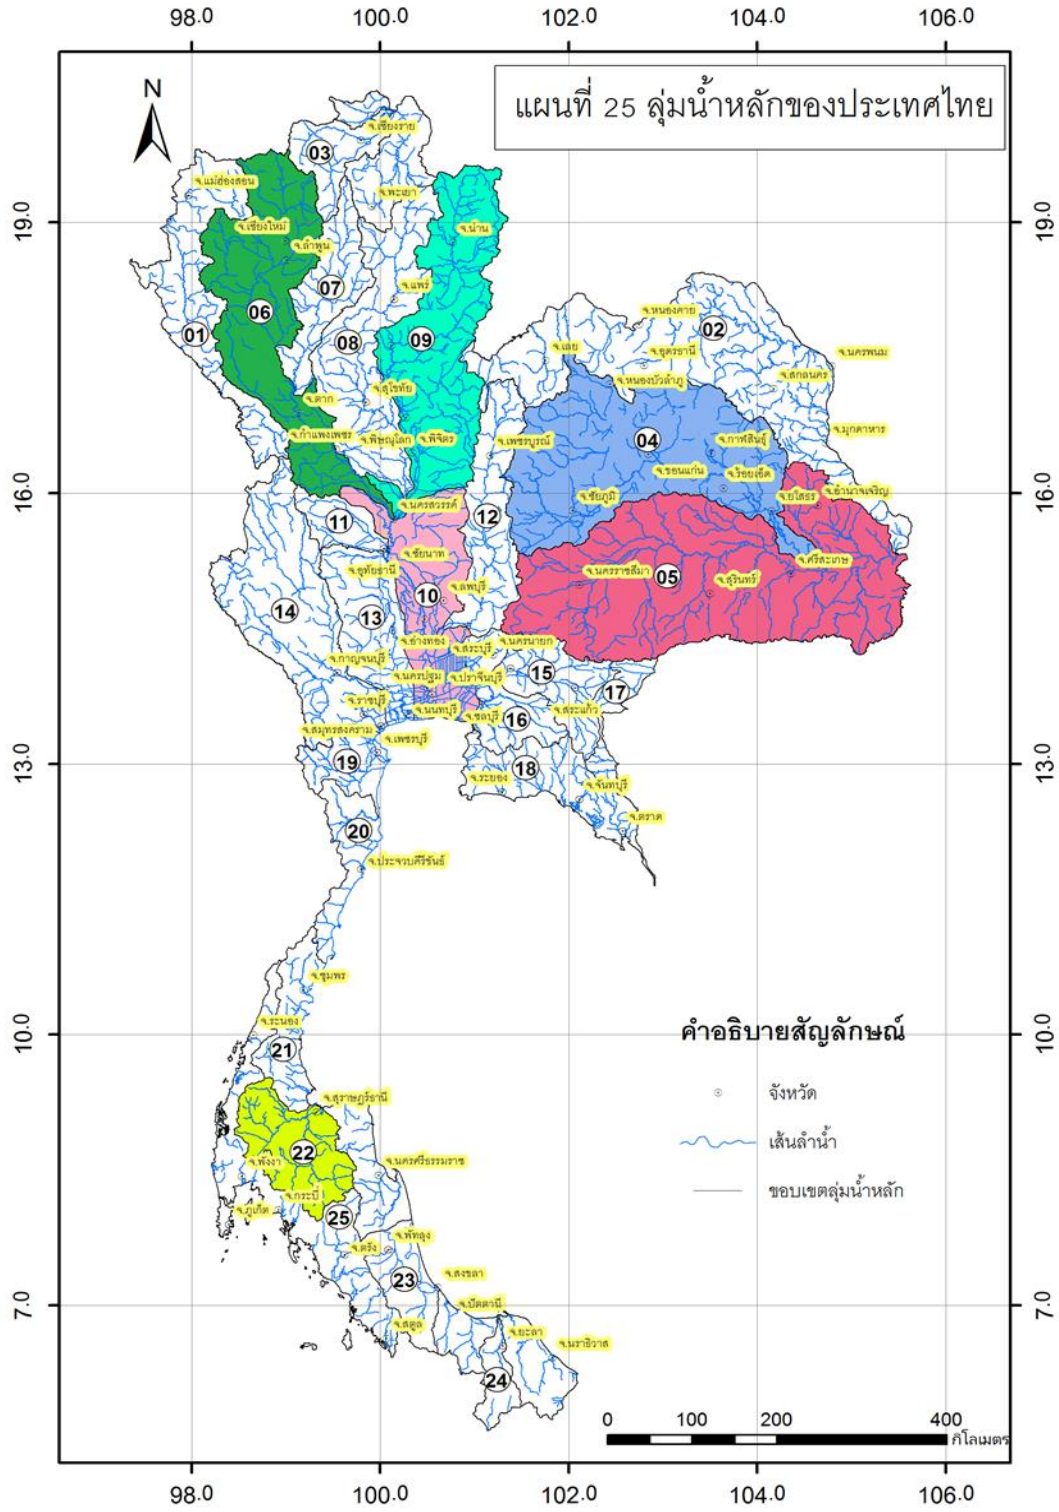 98.0 100.0 102.0 104.0 106.0
N
แผนที่ 25 ลุ่มน้ำหลักของประเทศไทย
จ.เชียงราย
03
จ.แม่ฮ่องสอน
จ.พะเยา
19.0 19.0
จ.เชียงใหม่
จ.น่าน
จ.ลำพูน
07
จ.แพร่
06
จ.หนองคาย
02
01
08
09
จ.เลย
จ.อุดรธานี
จ.นครพนม
จ.สกลนคร
จ.หนองบัวลำภู
จ.สุโขทัย
จ.ตาก
จ.กำแพงเพชร
จ.พิษณุโลก
จ.พิจิตร
จ.เพชรบูรณ์
04
จ.กาฬสินธุ์
จ.มุกดาหาร
จ.ขอนแก่น
จ.ร้อยเอ็ด
จ.ยโสธร
จ.อำนาจเจริญ
16.0 16.0
จ.นครสวรรค์
จ.ชัยภูมิ
11
12
จ.ชัยนาท
จ.อุทัยธานี
จ.ศรีสะเกษ
จ.นครราชสีมา
05
จ.สุรินทร์
10
จ.ลพบุรี
14
13
จ.อ่างทอง
จ.สระบุรี
จ.นครนายก
จ.กาญจนบุรี
จ.นครปฐม
จ.ปราจีนบุรี
15
17
จ.ราชบุรี
จ.นนทบุรี
จ.ชลบุรี
16
จ.สระแก้ว
จ.สมุทรสงคราม
จ.เพชรบุรี
13.0 13.0
19
จ.ระยอง
18
จ.จันทบุรี
20
จ.ตราด
จ.ประจวบคีรีขันธ์
จ.ชุมพร
จ.ระนอง
10.0 10.0
คำอธิบายสัญลักษณ์
21
จังหวัด
จ.สุราษฎร์ธานี
เส้นลำน้ำ
22
จ.พังงา
จ.นครศรีธรรมราช
ขอบเขตลุ่มน้ำหลัก
จ.กระบี่
จ.ภูเก็ต
25
จ.พัทลุง
จ.ตรัง
23
จ.สงขลา
7.0 7.0
จ.ปัตตานี
จ.สตูล
จ.ยะลา
จ.นราธิวาส
24
0 100 200 400
กิโลเมตร
98.0 100.0 102.0 104.0 106.0